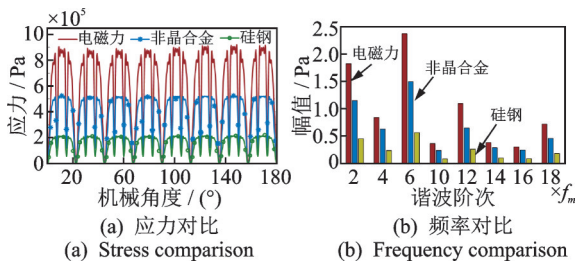 ×10⁵
电磁力 非晶合金 硅钢
应力 / Pa
10
8
6
4
2
0
20 60 100 140 180
机械角度 / (°)
(a) 应力对比
(a) Stress comparison
幅值 / Pa
2.5
2.0
1.5
1.0
0.5
0
电磁力
非晶合金
硅钢
2 4 6 8 10 12 14 16 18
×fₘ
谐波阶次
(b) 频率对比
(b) Frequency comparison